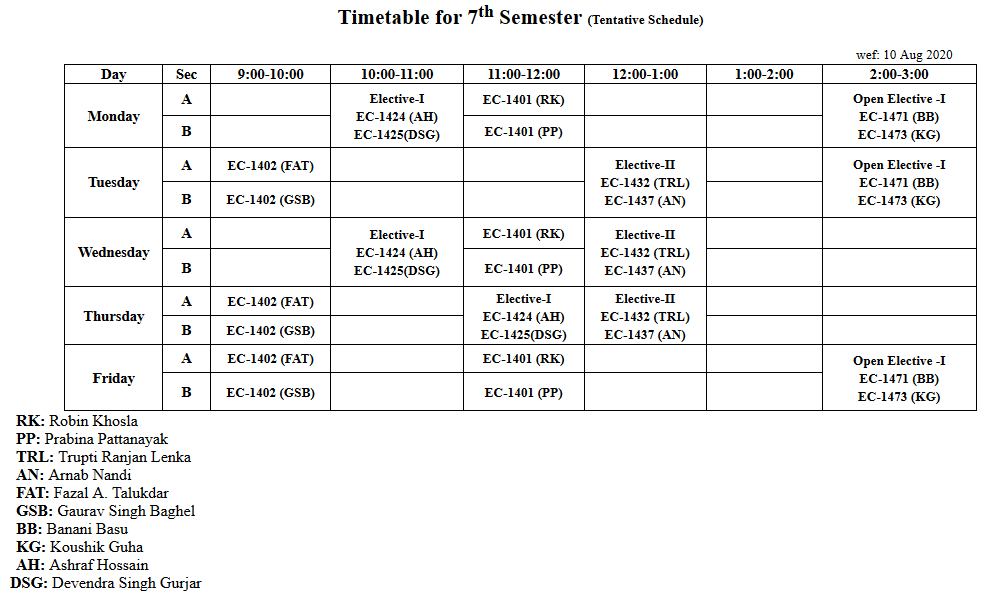 Timetable for 7th Semester (Tentative Schedule)
wef: 10 Aug 2020
Day Sec 9:00-10:00 10:00-11:00 11:00-12:00 12:00-1:00 1:00-2:00 2:00-3:00
Monday
A
Elective-I
EC-1424 (AH)
EC-1425(DSG)
EC-1401 (RK)
Open Elective -I
EC-1471 (BB)
EC-1473 (KG)
B
EC-1401 (PP)
Tuesday
A
EC-1402 (FAT)
Elective-II
EC-1432 (TRL)
EC-1437 (AN)
Open Elective -I
EC-1471 (BB)
EC-1473 (KG)
B
EC-1402 (GSB)
Wednesday
A
Elective-I
EC-1424 (AH)
EC-1425(DSG)
EC-1401 (RK)
Elective-II
EC-1432 (TRL)
EC-1437 (AN)
B
EC-1401 (PP)
Thursday
A
EC-1402 (FAT)
Elective-I
EC-1424 (AH)
EC-1425(DSG)
Elective-II
EC-1432 (TRL)
EC-1437 (AN)
B
EC-1402 (GSB)
Friday
A
EC-1402 (FAT)
EC-1401 (RK)
Open Elective -I
EC-1471 (BB)
EC-1473 (KG)
B
EC-1402 (GSB)
EC-1401 (PP)
RK: Robin Khosla
PP: Prabina Pattanayak
TRL: Trupti Ranjan Lenka
AN: Arnab Nandi
FAT: Fazal A. Talukdar
GSB: Gaurav Singh Baghel
BB: Banani Basu
KG: Koushik Guha
AH: Ashraf Hossain
DSG: Devendra Singh Gurjar